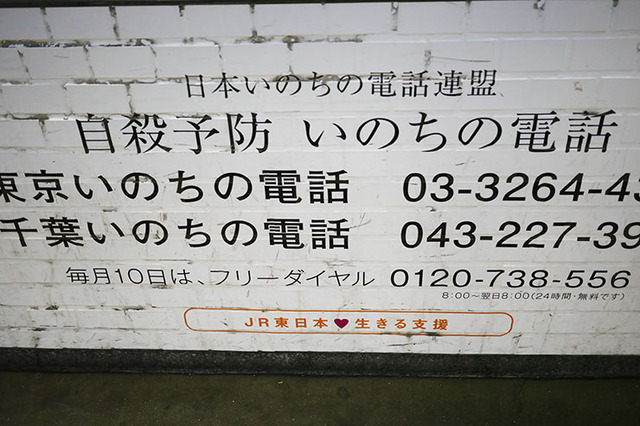 日本いのちの電話連盟
自殺予防 いのちの電話
東京いのちの電話 03-3264-4
千葉いのちの電話 043-227-39
毎月10日は、フリーダイヤル 0120-738-556
8:00～翌日8:00(24時間・無料です)
JR東日本♥生きる支援